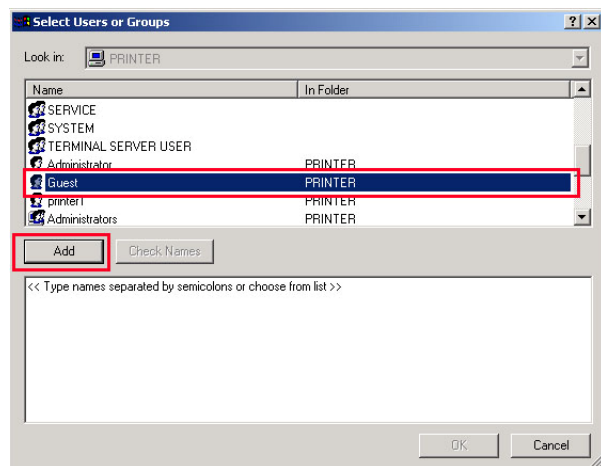 Select Users or Groups
Look in: PRINTER
Name In Folder
SERVICE
SYSTEM
TERMINAL SERVER USER
Administrator PRINTER
Guest PRINTER
printer1 PRINTER
Administrators PRINTER
Add Check Names
<< Type names separated by semicolons or choose from list >>
OK Cancel